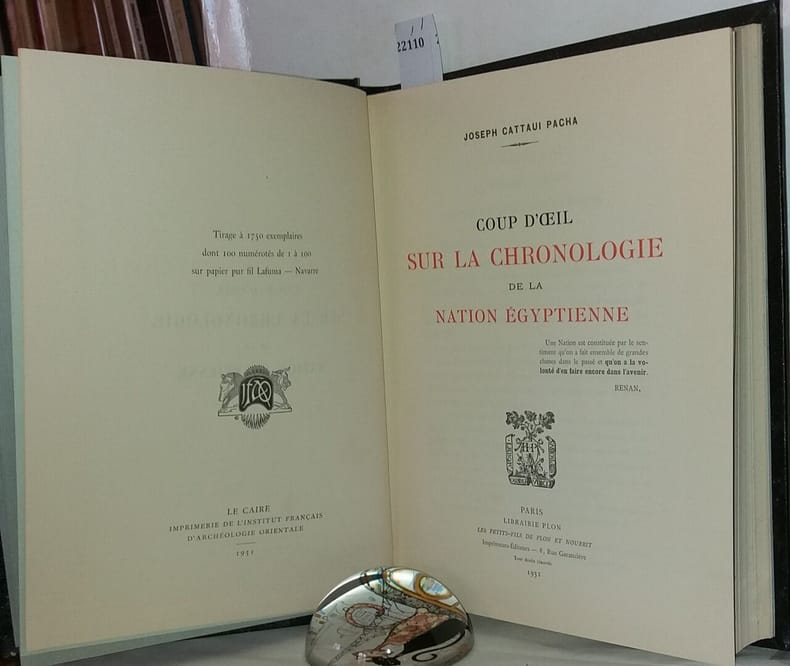 Tirage à 1750 exemplaires
dont 100 numérotés de 1 à 100
sur papier pur fil Lafuma — Navarre
LE CAIRE
IMPRIMERIE DE L'INSTITUT FRANÇAIS
D'ARCHÉOLOGIE ORIENTALE
1931
22110
JOSEPH CATTAUI PACHA
COUP D'ŒIL
SUR LA CHRONOLOGIE
DE LA
NATION ÉGYPTIENNE
Une Nation est constituée par le sen-
timent qu'on a fait ensemble de grandes
choses dans le passé et qu'on a la vo-
lonté d'en faire encore dans l'avenir.
RENAN,
PARIS
LIBRAIRIE PLON
LES PETITS-FILS DE PLON ET NOURRIT
Imprimeurs-Éditeurs — 8, Rue Garancière
Tous droits réservés
1931